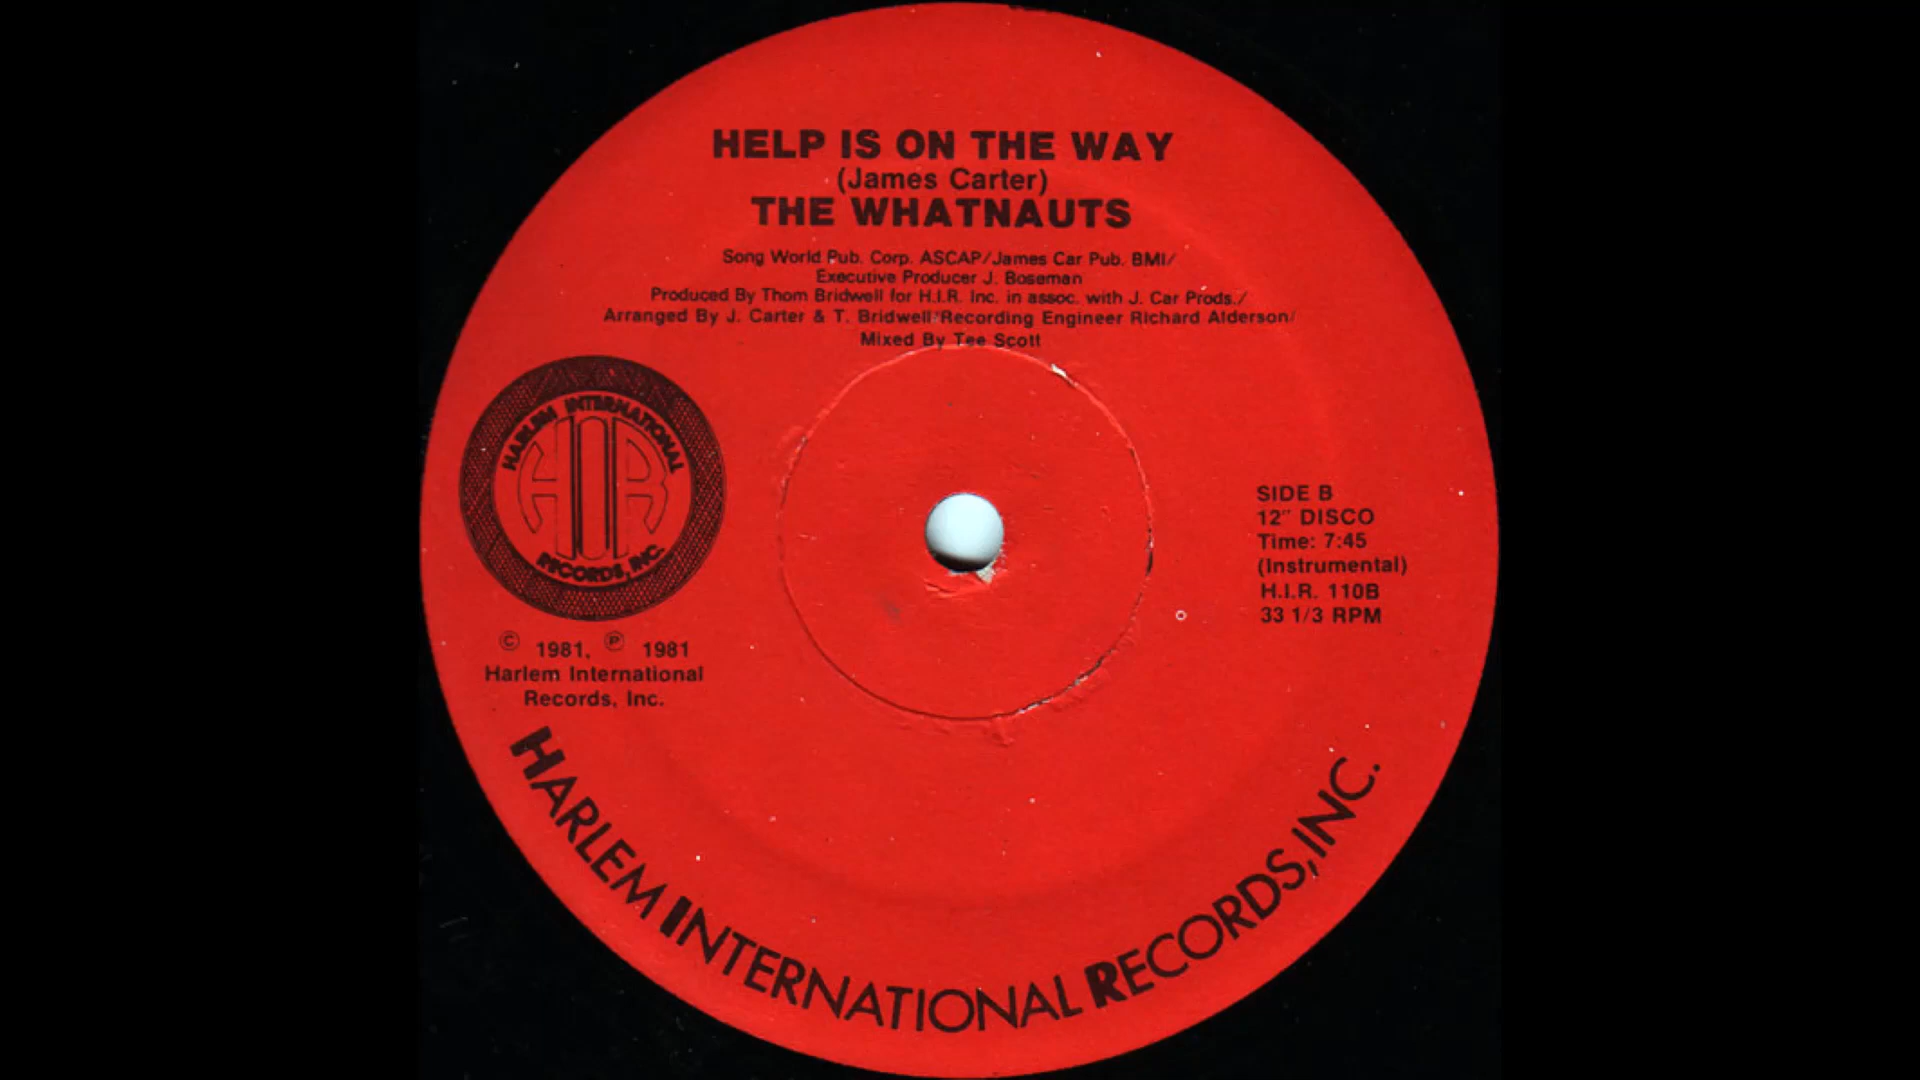 HELP IS ON THE WAY
(James Carter)
THE WHATNAUTS
Song World Pub. Corp. ASCAP/James Car Pub. BMI/
Executive Producer J. Boseman
Produced By Thom Bridwell for H.I.R. Inc. in assoc. with J. Car Prods./
Arranged By J. Carter & T. Bridwell/Recording Engineer Richard Alderson/
Mixed By Tee Scott
HARLEM INTERNATIONAL
HIR
RECORDS, INC.
SIDE B
12" DISCO
Time: 7:45
(Instrumental)
H.I.R. 110B
33 1/3 RPM
© 1981, ℗ 1981
Harlem International
Records, Inc.
HARLEM INTERNATIONAL RECORDS, INC.